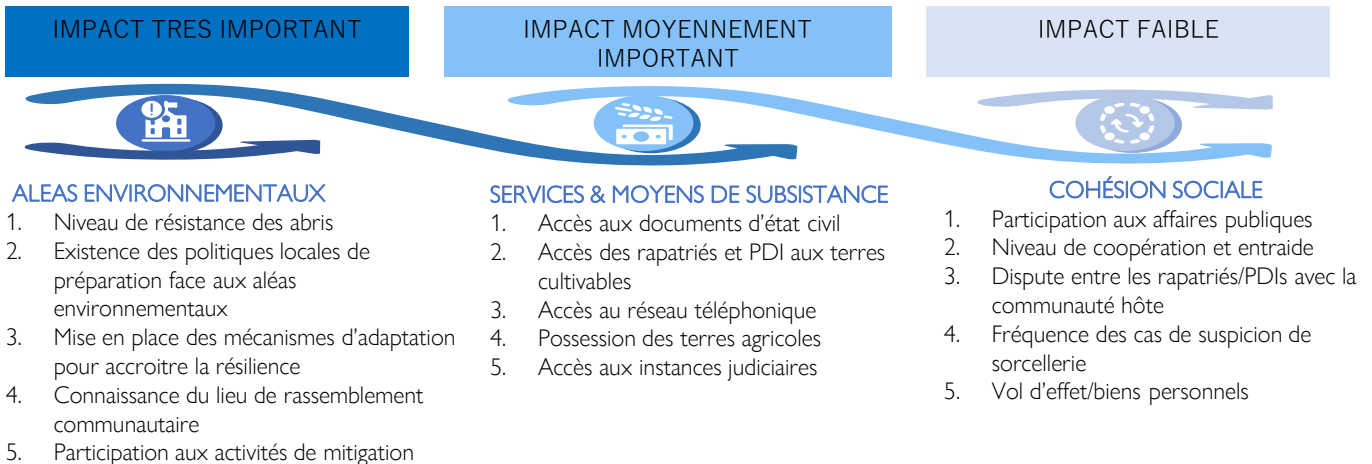 IMPACT TRES IMPORTANT
IMPACT MOYENNEMENT
IMPORTANT
IMPACT FAIBLE
ALEAS ENVIRONNEMENTAUX
1. Niveau de résistance des abris
2. Existence des politiques locales de
préparation face aux aléas
environnementaux
3. Mise en place des mécanismes d'adaptation
pour accroitre la résilience
4. Connaissance du lieu de rassemblement
communautaire
5. Participation aux activités de mitigation
SERVICES & MOYENS DE SUBSISTANCE
1. Accès aux documents d'état civil
2. Accès des rapatriés et PDI aux terres
cultivables
3. Accès au réseau téléphonique
4. Possession des terres agricoles
5. Accès aux instances judiciaires
COHÉSION SOCIALE
1. Participation aux affaires publiques
2. Niveau de coopération et entraide
3. Dispute entre les rapatriés/PDIs avec la
communauté hôte
4. Fréquence des cas de suspicion de
sorcellerie
5. Vol d'effet/biens personnels